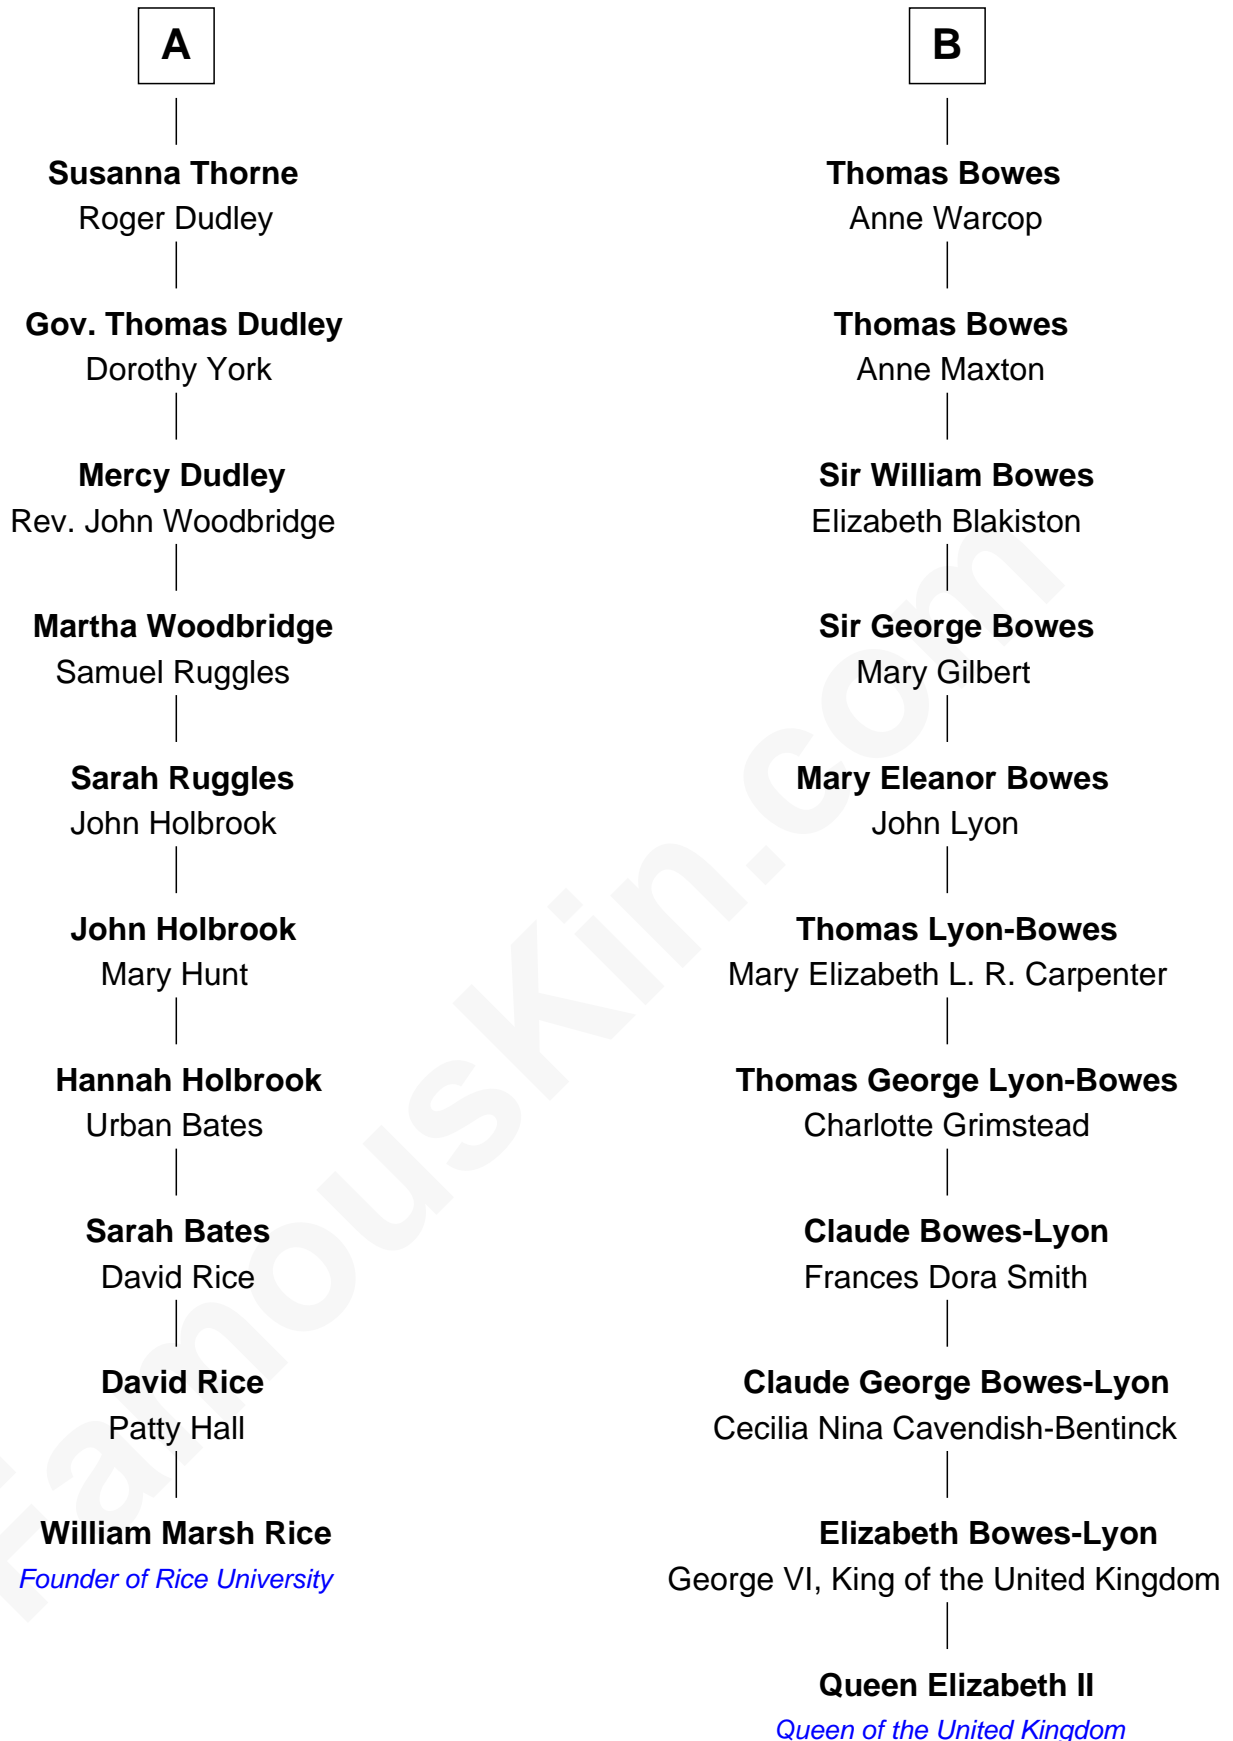 A
Susanna Thorne
Roger Dudley
Gov. Thomas Dudley
Dorothy York
Mercy Dudley
Rev. John Woodbridge
Martha Woodbridge
Samuel Ruggles
Sarah Ruggles
John Holbrook
John Holbrook
Mary Hunt
Hannah Holbrook
Urban Bates
Sarah Bates
David Rice
David Rice
Patty Hall
William Marsh Rice
Founder of Rice University
B
Thomas Bowes
Anne Warcop
Thomas Bowes
Anne Maxton
Sir William Bowes
Elizabeth Blakiston
Sir George Bowes
Mary Gilbert
Mary Eleanor Bowes
John Lyon
Thomas Lyon-Bowes
Mary Elizabeth L. R. Carpenter
Thomas George Lyon-Bowes
Charlotte Grimstead
Claude Bowes-Lyon
Frances Dora Smith
Claude George Bowes-Lyon
Cecilia Nina Cavendish-Bentinck
Elizabeth Bowes-Lyon
George VI, King of the United Kingdom
Queen Elizabeth II
Queen of the United Kingdom
FamousKin.com